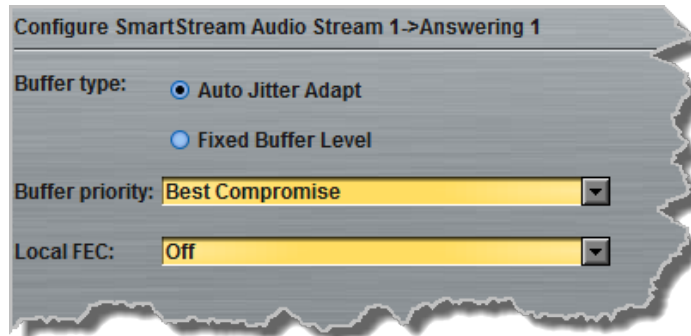 Configure SmartStream Audio Stream 1->Answering 1
Buffer type:
Auto Jitter Adapt
Fixed Buffer Level
Buffer priority: Best Compromise
Local FEC: Off